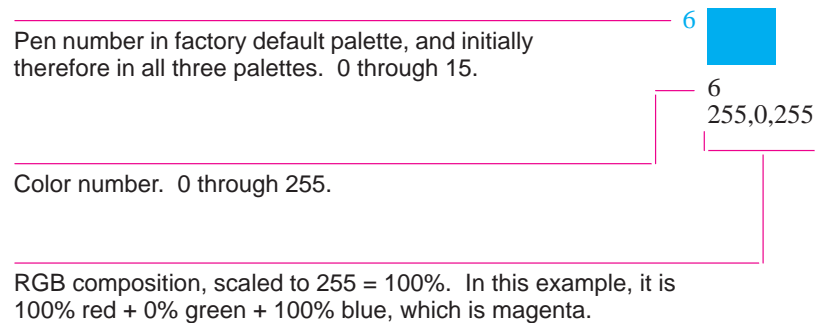 6
Pen number in factory default palette, and initially
therefore in all three palettes. 0 through 15.
6
255,0,255
Color number. 0 through 255.
RGB composition, scaled to 255 = 100%. In this example, it is
100% red + 0% green + 100% blue, which is magenta.